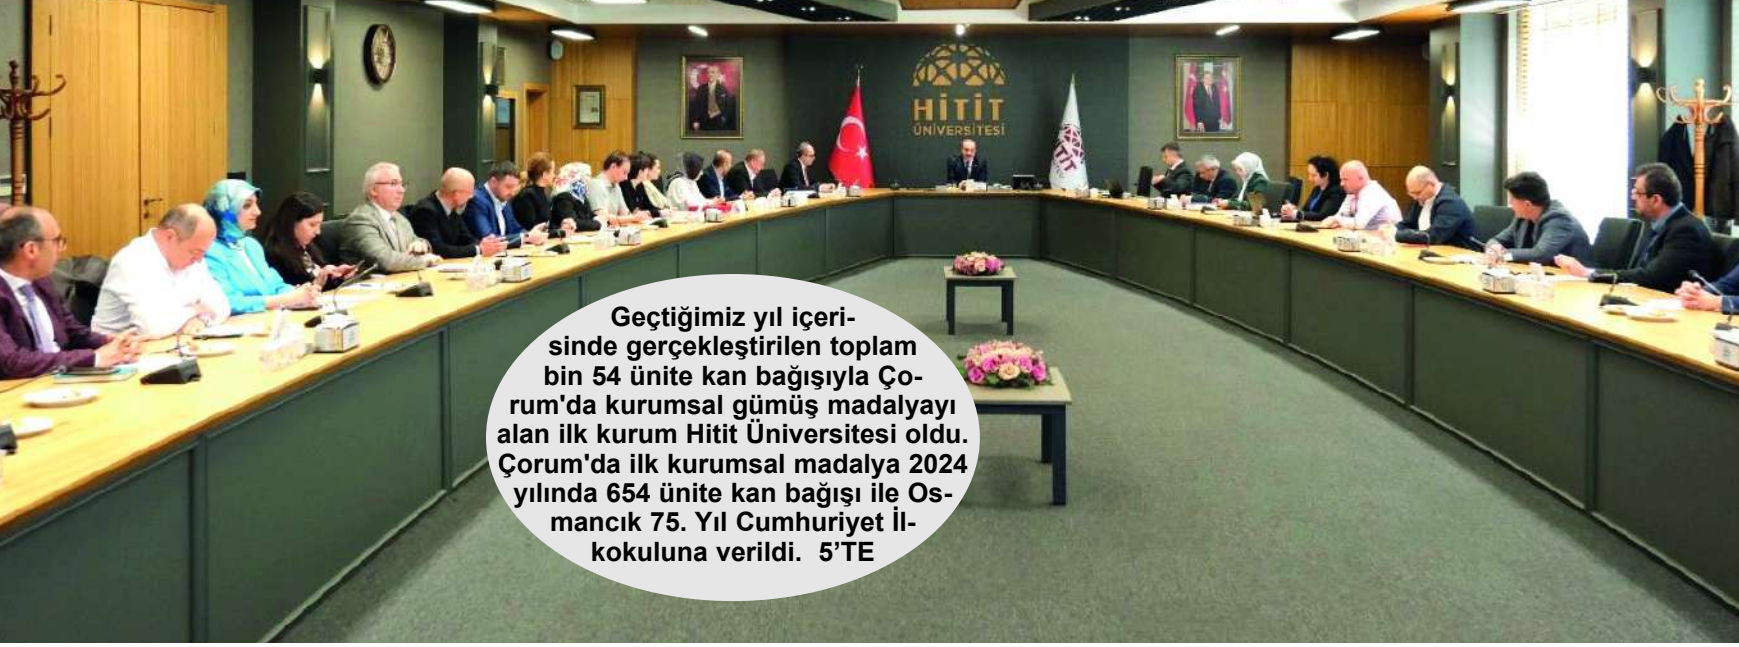 HİTİT
ÜNİVERSİTESİ
HİTİT
Geçtiğimiz yıl içeri-
sinde gerçekleştirilen toplam
bin 54 ünite kan bağışıyla Ço-
rum'da kurumsal gümüş madalyayı
alan ilk kurum Hitit Üniversitesi oldu.
Çorum'da ilk kurumsal madalya 2024
yılında 654 ünite kan bağışı ile Os-
mancık 75. Yıl Cumhuriyet İl-
kokuluna verildi.  5’TE